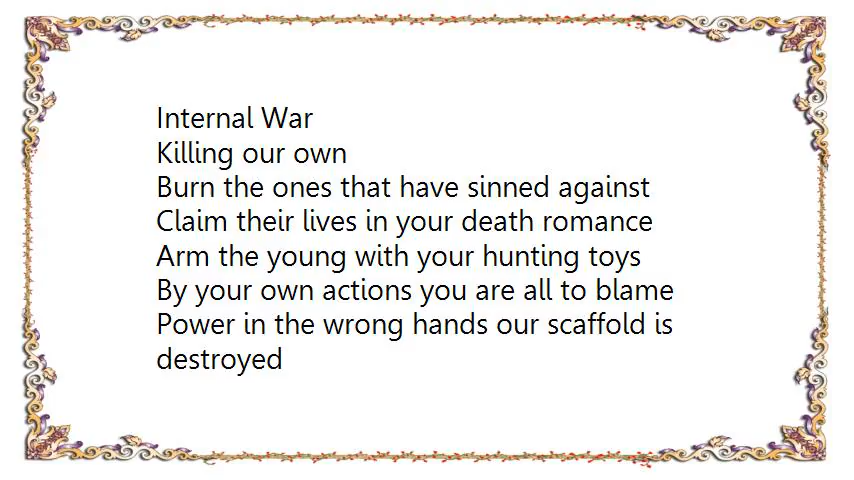 Internal War
Killing our own
Burn the ones that have sinned against
Claim their lives in your death romance
Arm the young with your hunting toys
By your own actions you are all to blame
Power in the wrong hands our scaffold is
destroyed